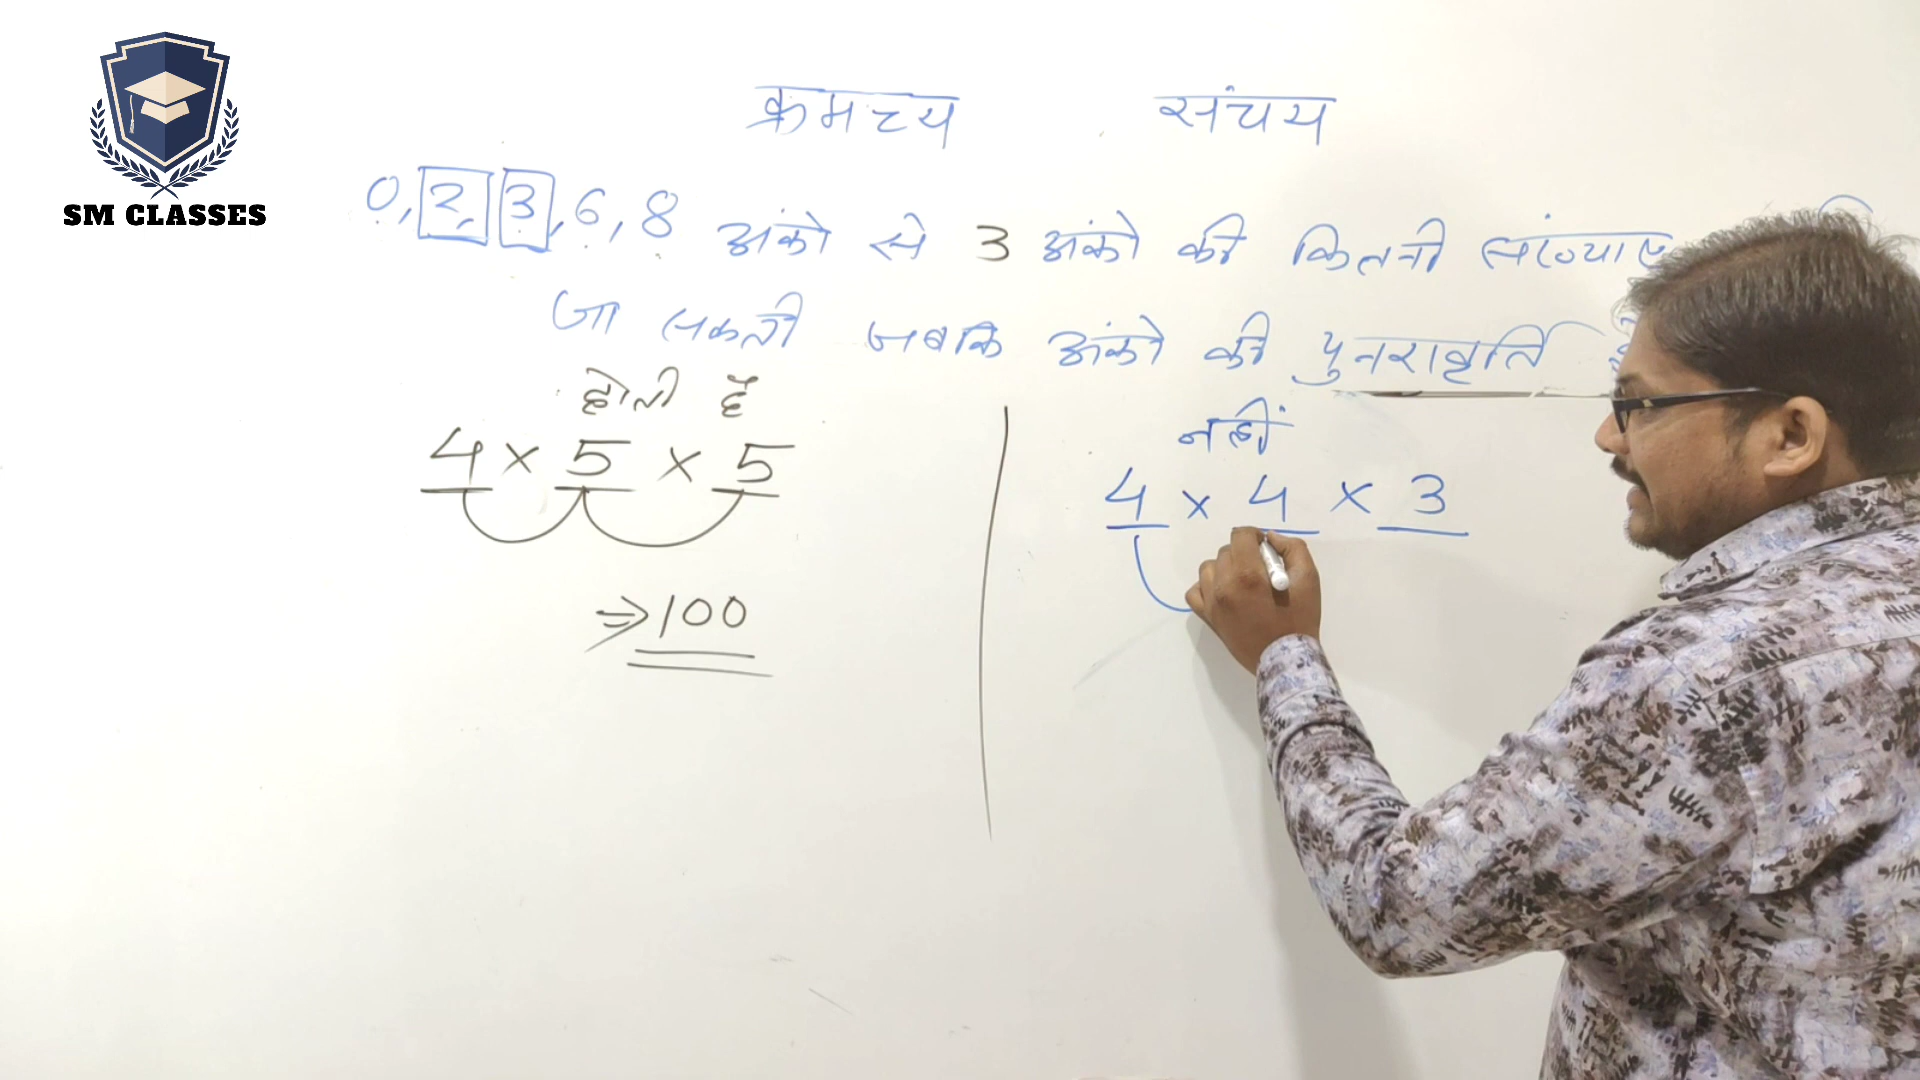 SM CLASSES
क्रमचय संचय
0, 2, 3, 6, 8 अंको से 3 अंको की कितनी संख्याए
जा सकती जबकि अंको की पुनरावृति
होती है
4 × 5 × 5
⇒ 100
नहीं
4 × 4 × 3